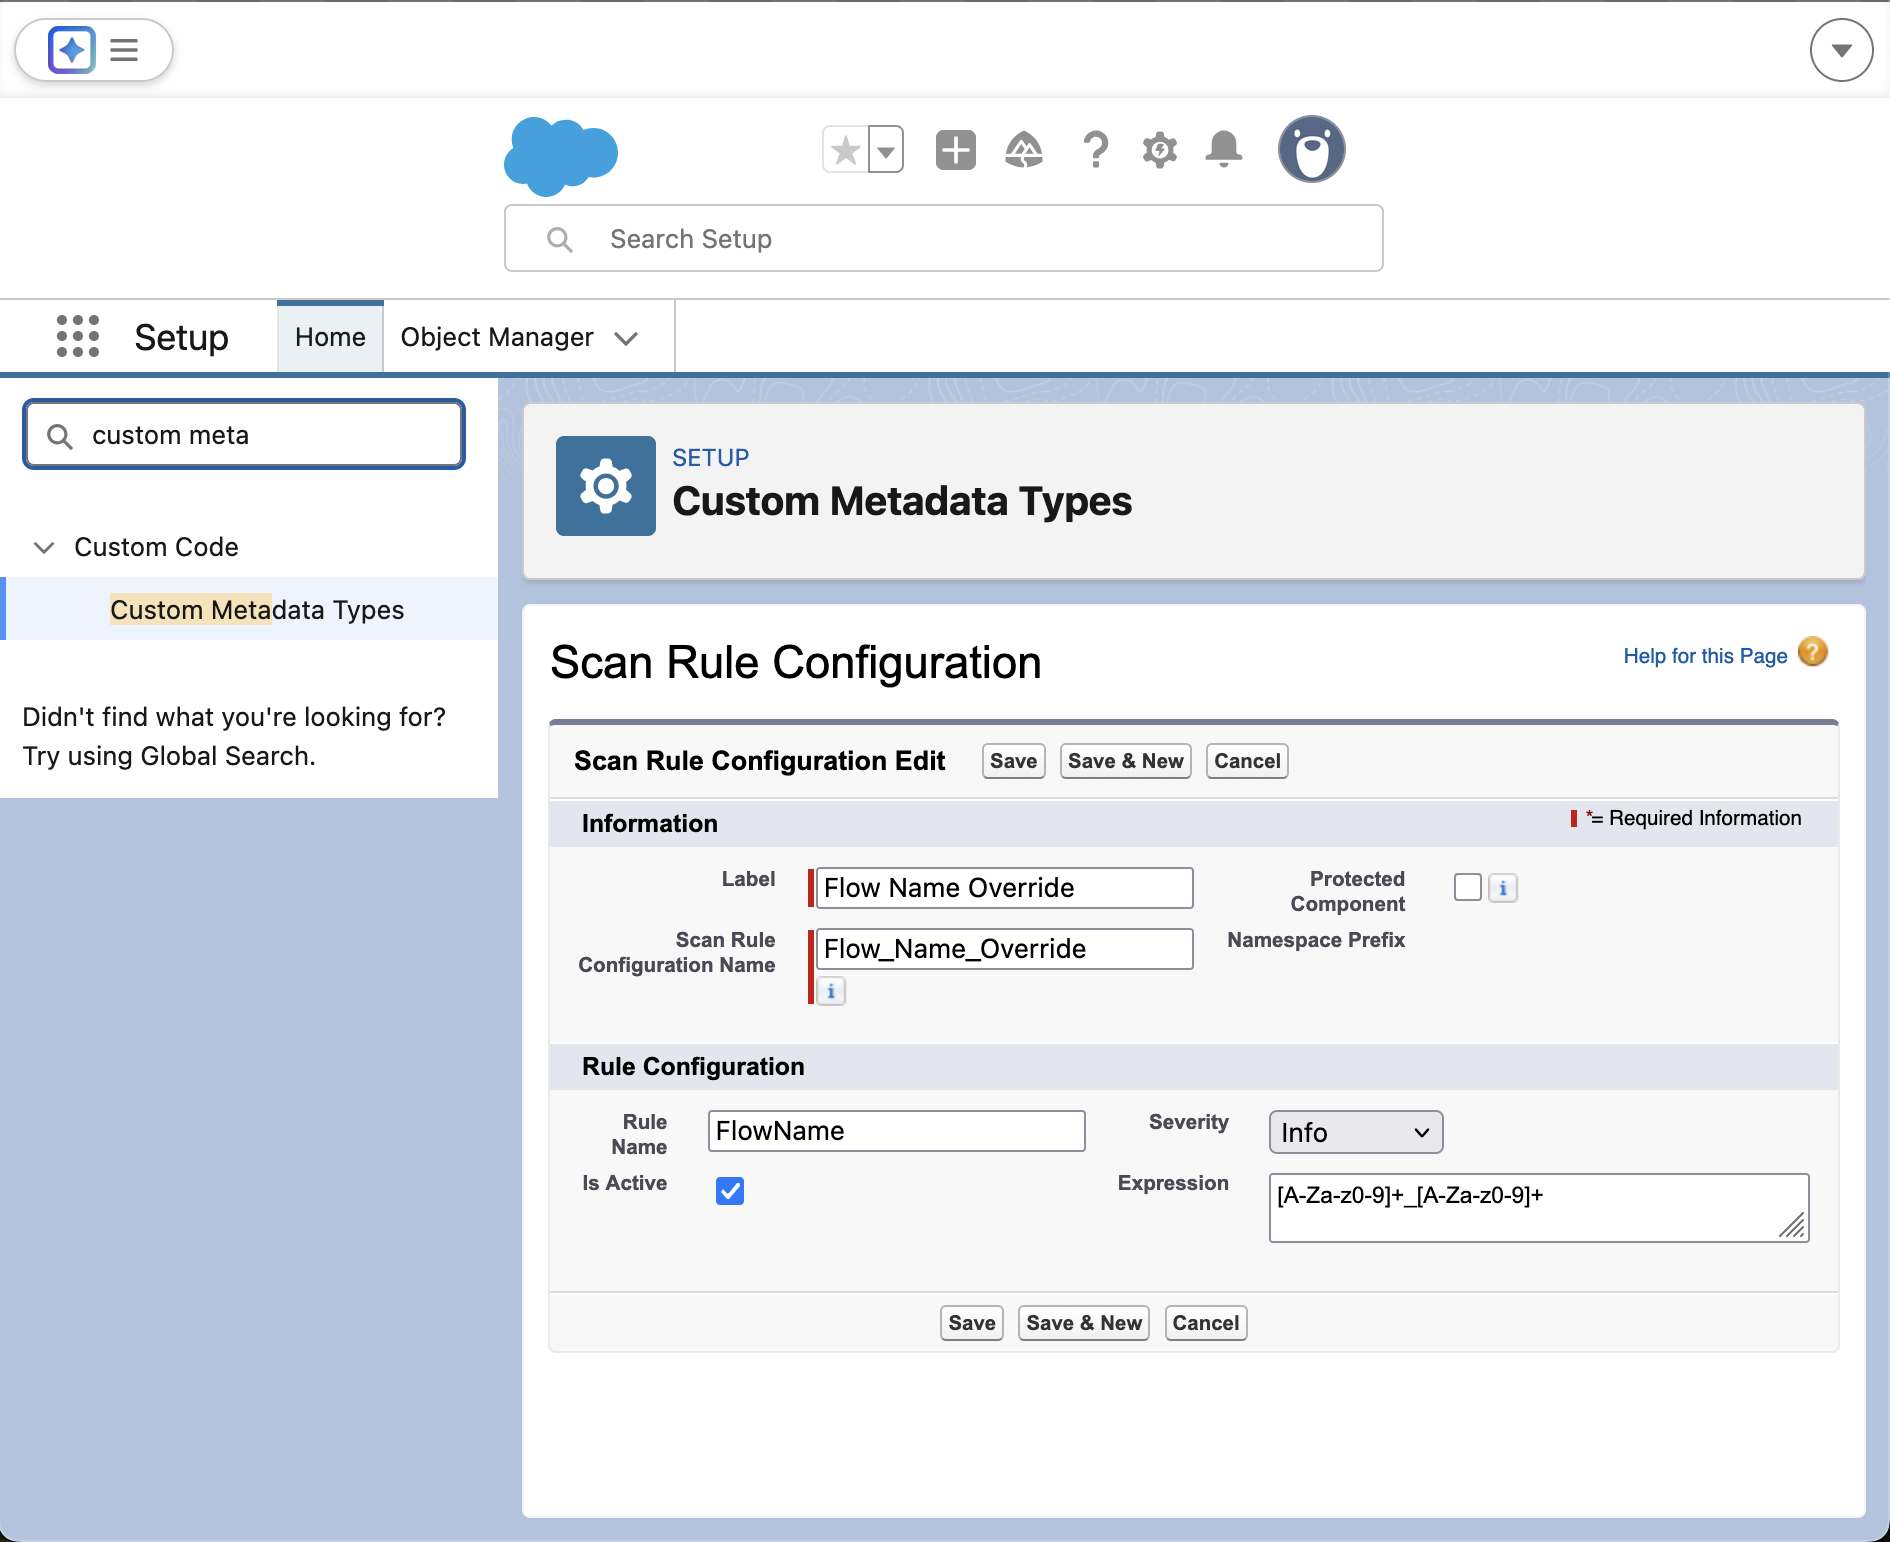 Search Setup
Setup
Home
Object Manager
custom meta
Custom Code
Custom Metadata Types
Didn't find what you're looking for?
Try using Global Search.
SETUP
Custom Metadata Types
Scan Rule Configuration
Help for this Page
Scan Rule Configuration Edit
Save
Save & New
Cancel
Information
*= Required Information
Label
Flow Name Override
Protected
Component
Scan Rule
Configuration Name
Flow_Name_Override
Namespace Prefix
Rule Configuration
Rule
Name
FlowName
Severity
Info
Is Active
Expression
[A-Za-z0-9]+_[A-Za-z0-9]+
Save
Save & New
Cancel